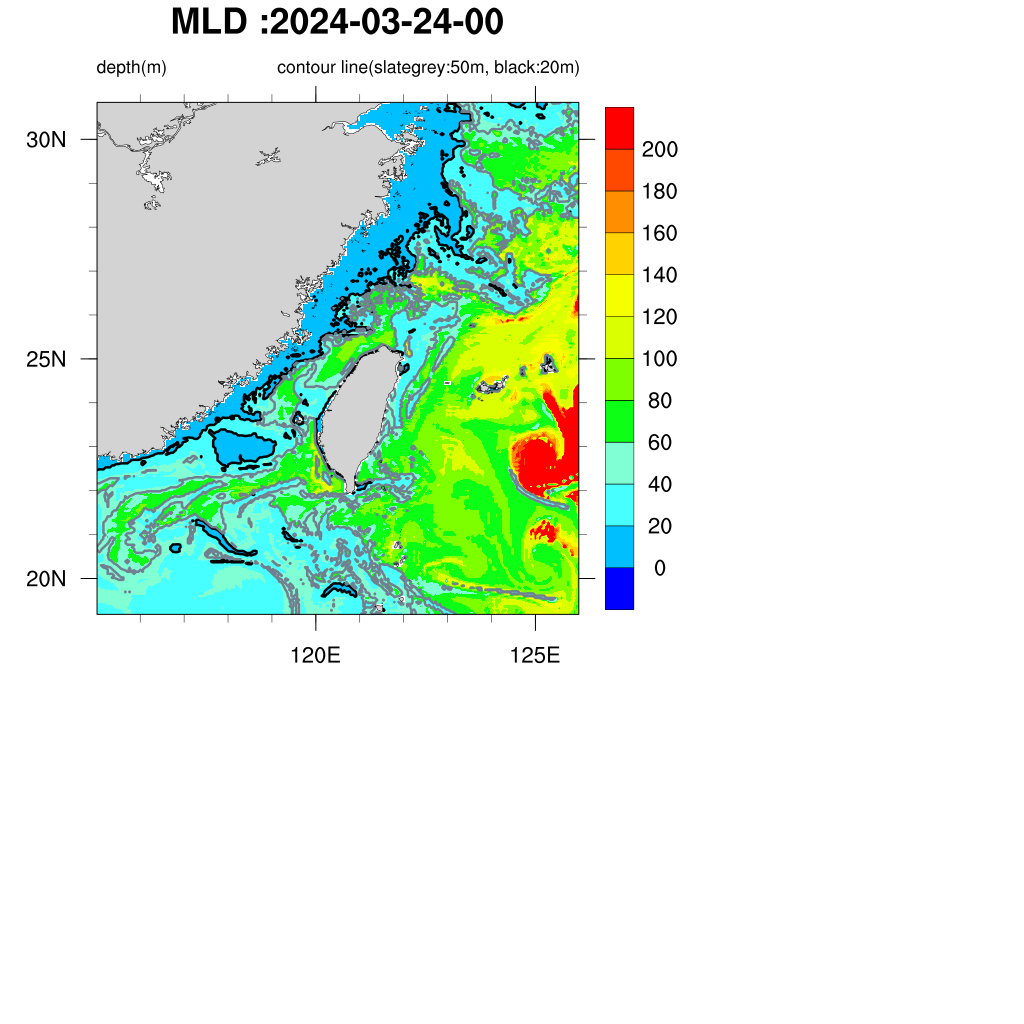 MLD :2024-03-24-00
depth(m)
contour line(slategrey:50m, black:20m)
30N
25N
20N
120E
125E
200
180
160
140
120
100
80
60
40
20
0